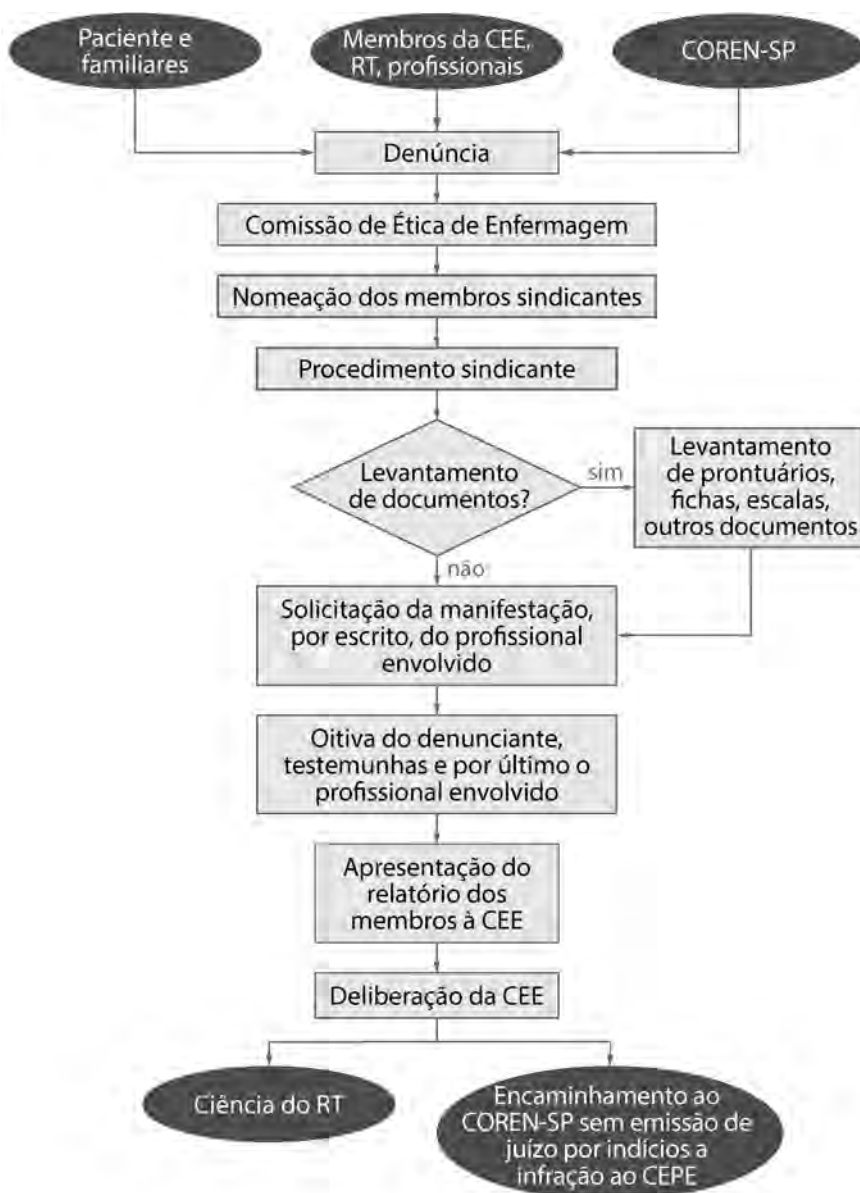 Paciente e
familiares
Membros da CEE,
RT, profissionais
COREN-SP
Denúncia
Comissão de Ética de Enfermagem
Nomeação dos membros sindicantes
Procedimento sindicante
Levantamento
de documentos?
sim
Levantamento
de prontuários,
fichas, escalas,
outros documentos
não
Solicitação da manifestação,
por escrito, do profissional
envolvido
Oitiva do denunciante,
testemunhas e por último o
profissional envolvido
Apresentação do
relatório dos
membros à CEE
Deliberação da CEE
Ciência do RT
Encaminhamento ao
COREN-SP sem emissão de
juízo por indícios a
infração ao CEPE